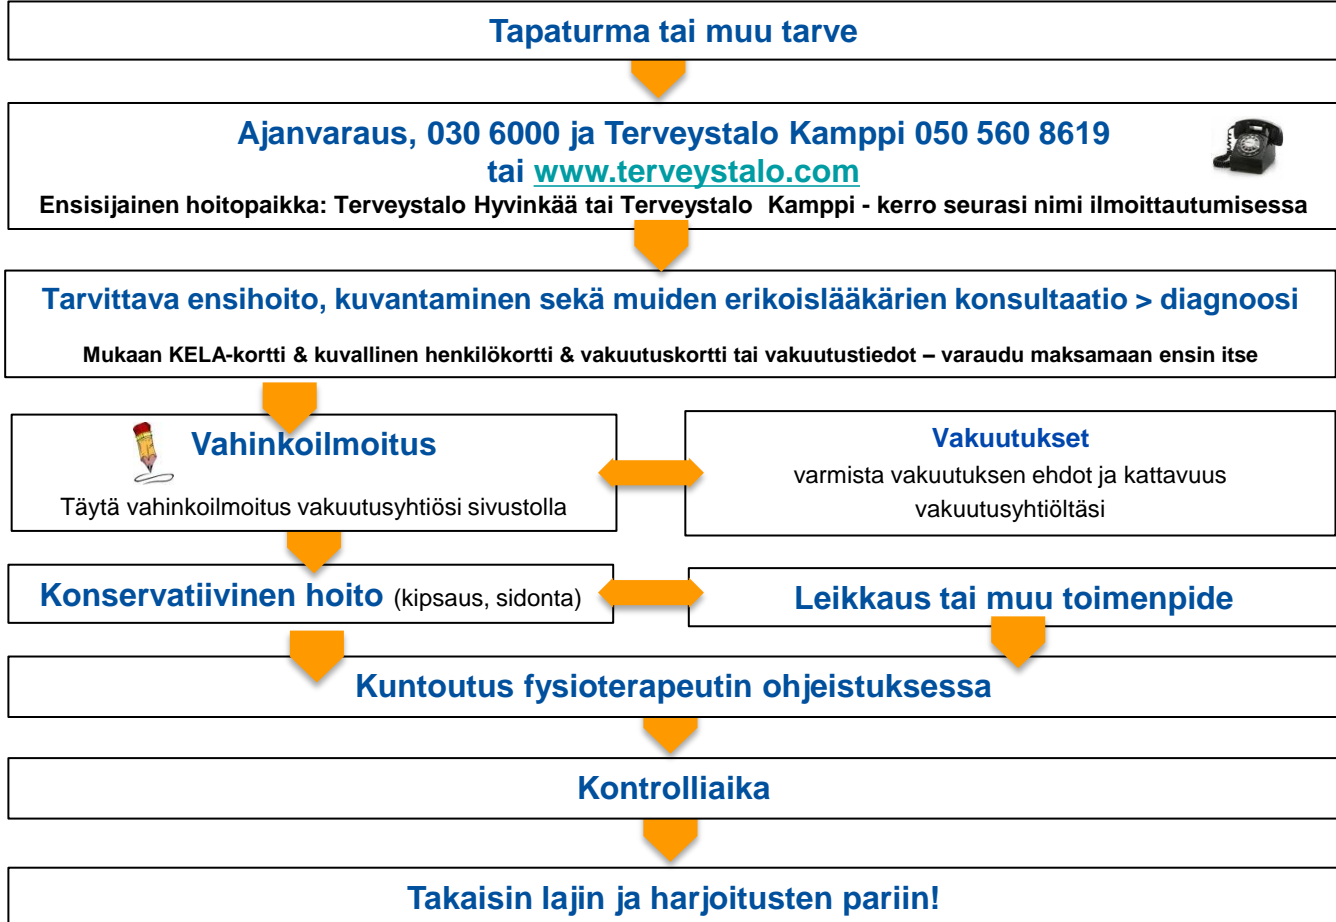 Tapaturma tai muu tarve
Ajanvaraus, 030 6000 ja Terveystalo Kamppi 050 560 8619
tai www.terveystalo.com
Ensisijainen hoitopaikka: Terveystalo Hyvinkää tai Terveystalo Kamppi - kerro seurasi nimi ilmoittautumisessa
Tarvittava ensihoito, kuvantaminen sekä muiden erikoislääkärien konsultaatio > diagnoosi
Mukaan KELA-kortti & kuvallinen henkilökortti & vakuutuskortti tai vakuutustiedot – varaudu maksamaan ensin itse
Vahinkoilmoitus
Täytä vahinkoilmoitus vakuutusyhtiösi sivustolla
Vakuutukset
varmista vakuutuksen ehdot ja kattavuus
vakuutusyhtiöltäsi
Konservatiivinen hoito (kipsaus, sidonta)
Leikkaus tai muu toimenpide
Kuntoutus fysioterapeutin ohjeistuksessa
Kontrolliaika
Takaisin lajin ja harjoitusten pariin!